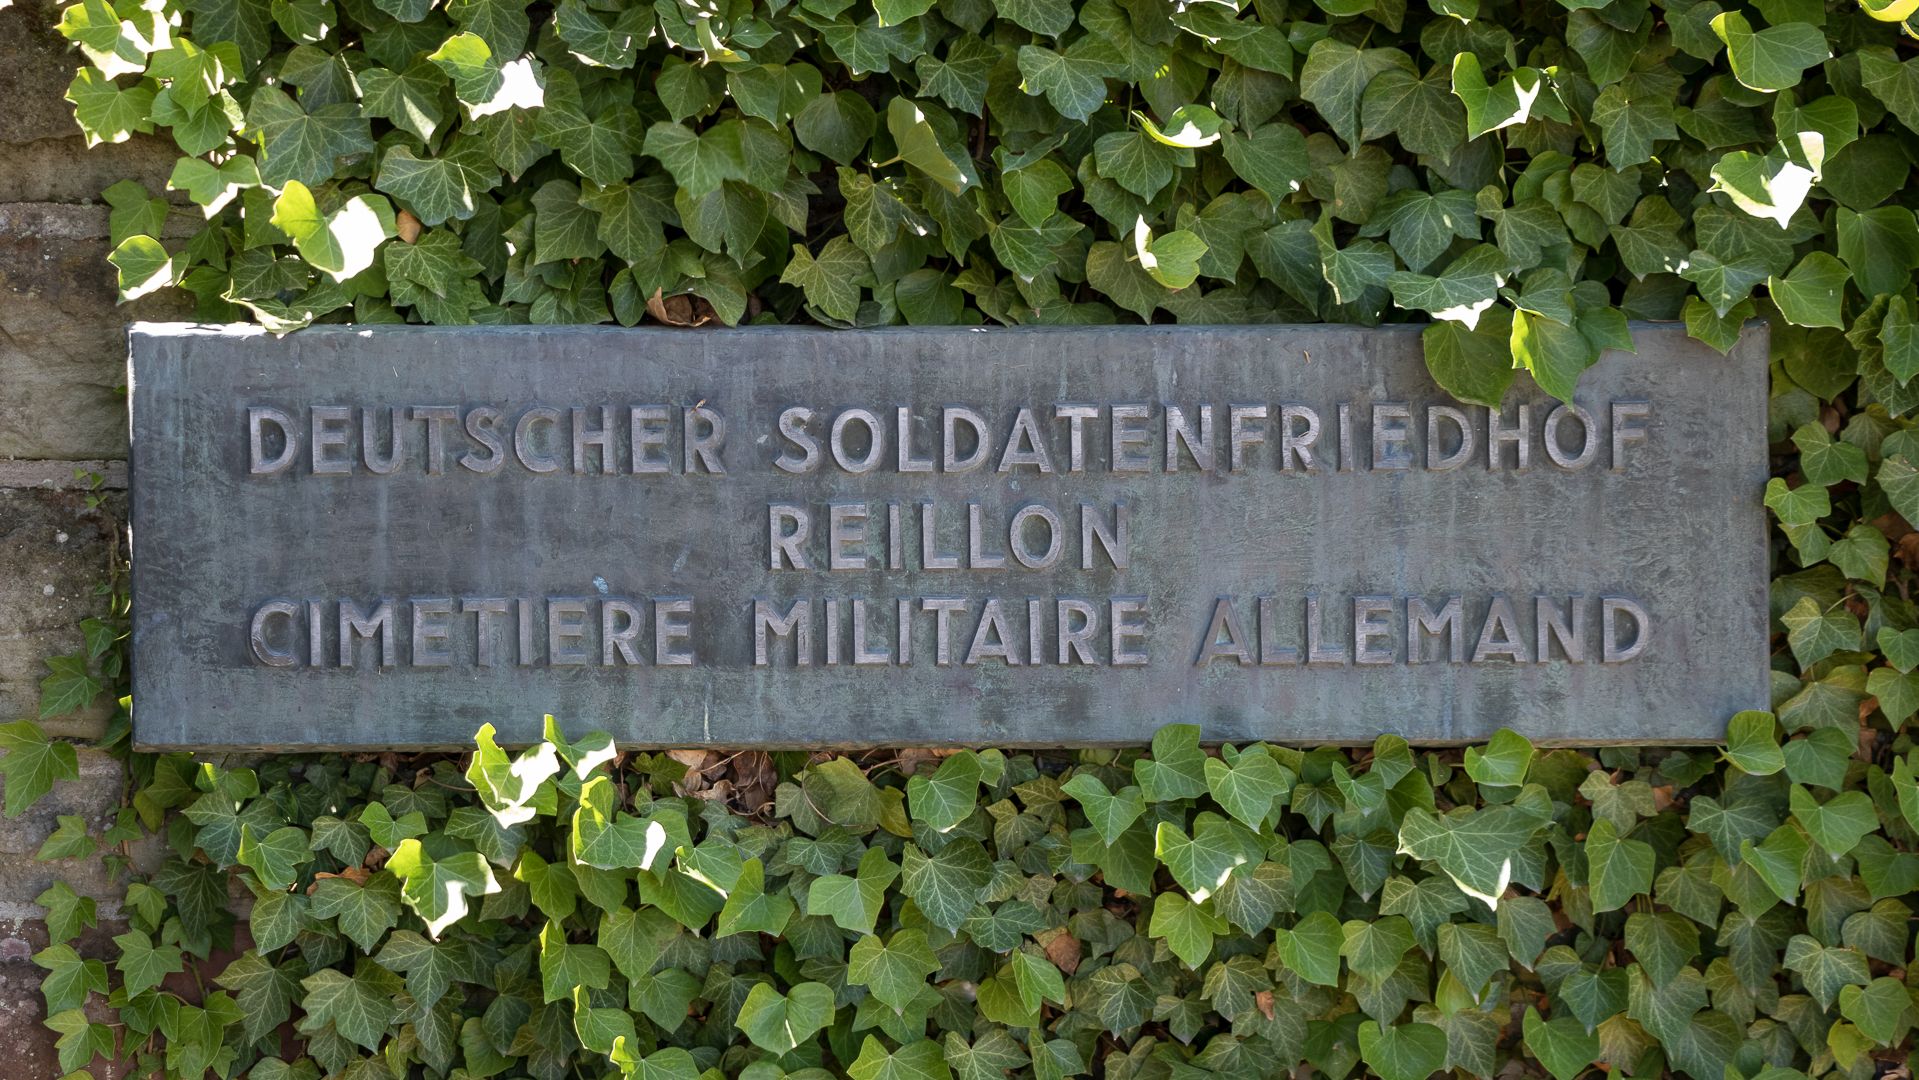 DEUTSCHER SOLDATENFRIEDHOF
REILLON
CIMETIERE MILITAIRE ALLEMAND